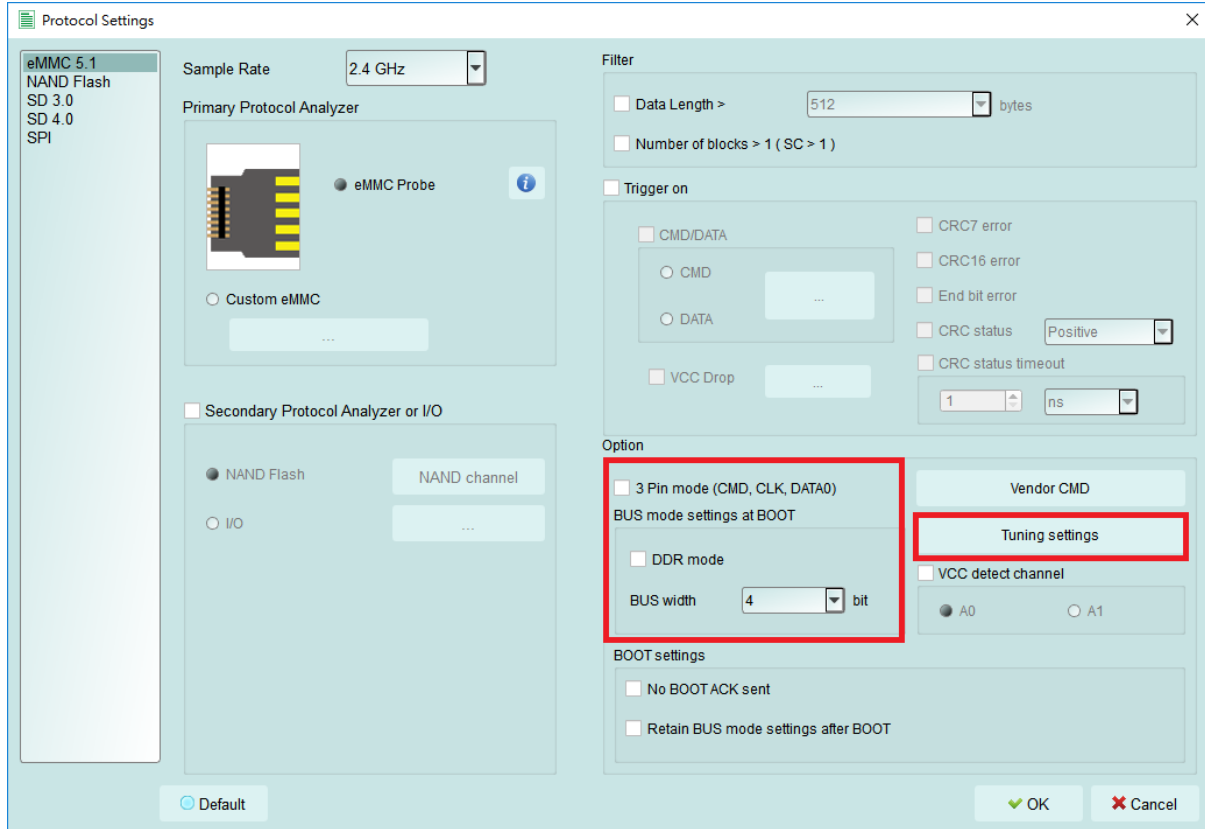 Protocol Settings
eMMC 5.1
NAND Flash
SD 3.0
SD 4.0
SPI
Sample Rate
2.4 GHz
Primary Protocol Analyzer
eMMC Probe
Custom eMMC
...
Secondary Protocol Analyzer or I/O
NAND Flash
NAND channel
I/O
...
Filter
Data Length >
512
bytes
Number of blocks > 1 ( SC > 1 )
Trigger on
CMD/DATA
CMD
...
DATA
VCC Drop
...
CRC7 error
CRC16 error
End bit error
CRC status
Positive
CRC status timeout
1
ns
Option
3 Pin mode (CMD, CLK, DATA0)
BUS mode settings at BOOT
DDR mode
BUS width
4
bit
Vendor CMD
Tuning settings
VCC detect channel
A0
A1
BOOT settings
No BOOT ACK sent
Retain BUS mode settings after BOOT
Default
OK
Cancel